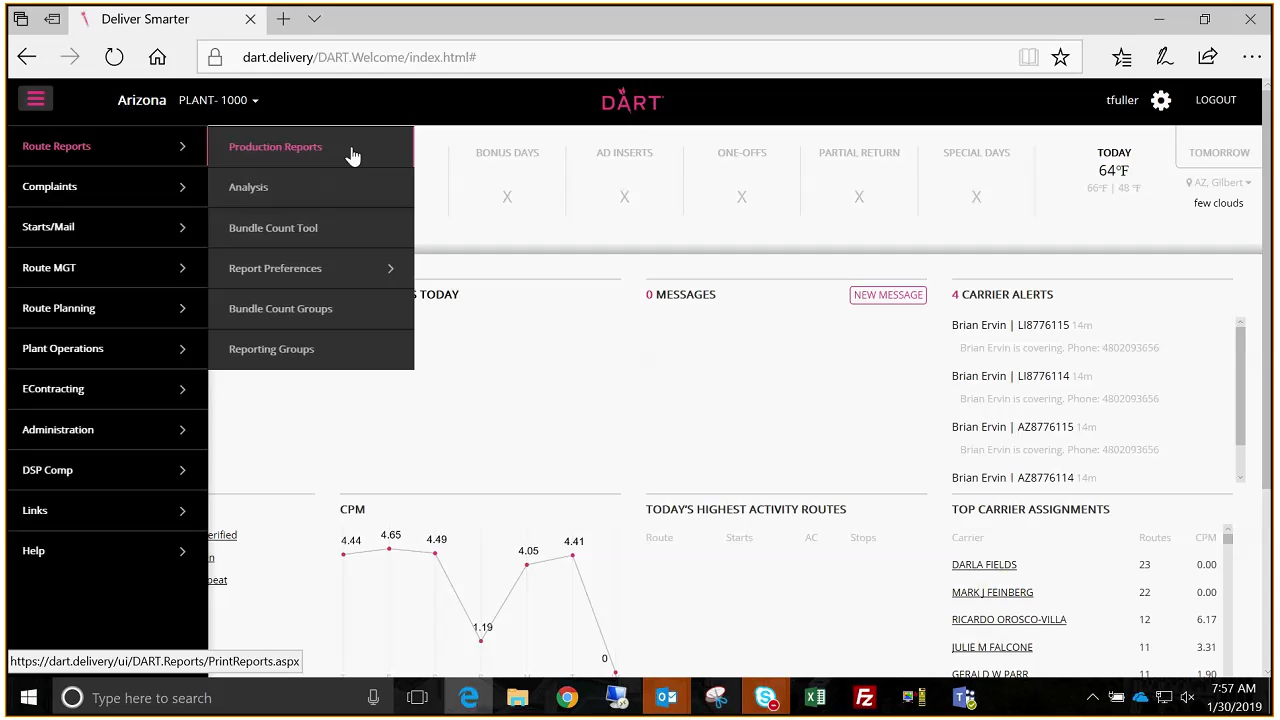 Deliver Smarter
dart.delivery/DART.Welcome/index.html#
Arizona PLANT- 1000
DART
tfuller
LOGOUT
Route Reports
Complaints
Starts/Mail
Route MGT
Route Planning
Plant Operations
EContracting
Administration
DSP Comp
Links
Help
Production Reports
Analysis
Bundle Count Tool
Report Preferences
Bundle Count Groups
Reporting Groups
BONUS DAYS
X
AD INSERTS
X
ONE-OFFS
X
PARTIAL RETURN
X
SPECIAL DAYS
X
TODAY
64°F
66°F | 48 °F
TOMORROW
AZ, Gilbert
few clouds
S TODAY
0 MESSAGES
NEW MESSAGE
4 CARRIER ALERTS
Brian Ervin | LI8776115 14m
Brian Ervin is covering. Phone: 4802093656
Brian Ervin | LI8776114 14m
Brian Ervin is covering. Phone: 4802093656
Brian Ervin | AZ8776115 14m
Brian Ervin is covering. Phone: 4802093656
Brian Ervin | AZ8776114 14m
erified
n
peat
CPM
4.44
4.65
4.49
1.19
4.05
4.41
0
TODAY'S HIGHEST ACTIVITY ROUTES
Route Starts AC Stops
TOP CARRIER ASSIGNMENTS
Carrier Routes CPM
DARLA FIELDS 23 0.00
MARK J FEINBERG 22 0.00
RICARDO OROSCO-VILLA 12 6.17
JULIE M FALCONE 11 3.31
GERALD W PARR 11 1.90
https://dart.delivery/ui/DART.Reports/PrintReports.aspx
Type here to search
7:57 AM
1/30/2019